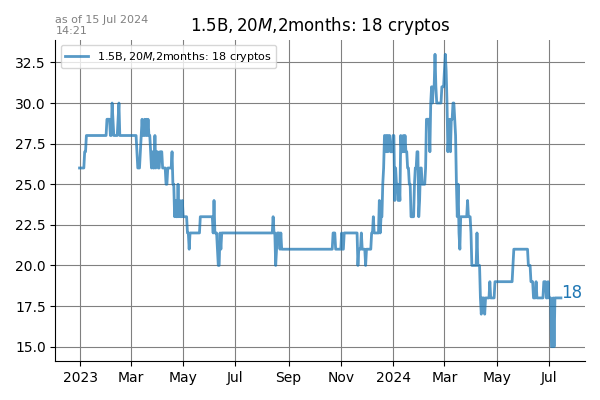 as of 15 Jul 2024
14:21
1.5B, 20M,2months: 18 cryptos
1.5B, 20M,2months: 18 cryptos
32.5
30.0
27.5
25.0
22.5
20.0
17.5
15.0
18
2023 Mar May Jul Sep Nov 2024 Mar May Jul